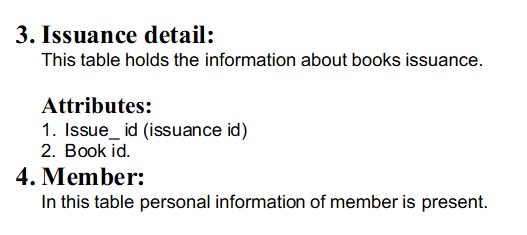 3. Issuance detail:
This table holds the information about books issuance.
Attributes:
1. Issue_ id (issuance id)
2. Book id.
4. Member:
In this table personal information of member is present.